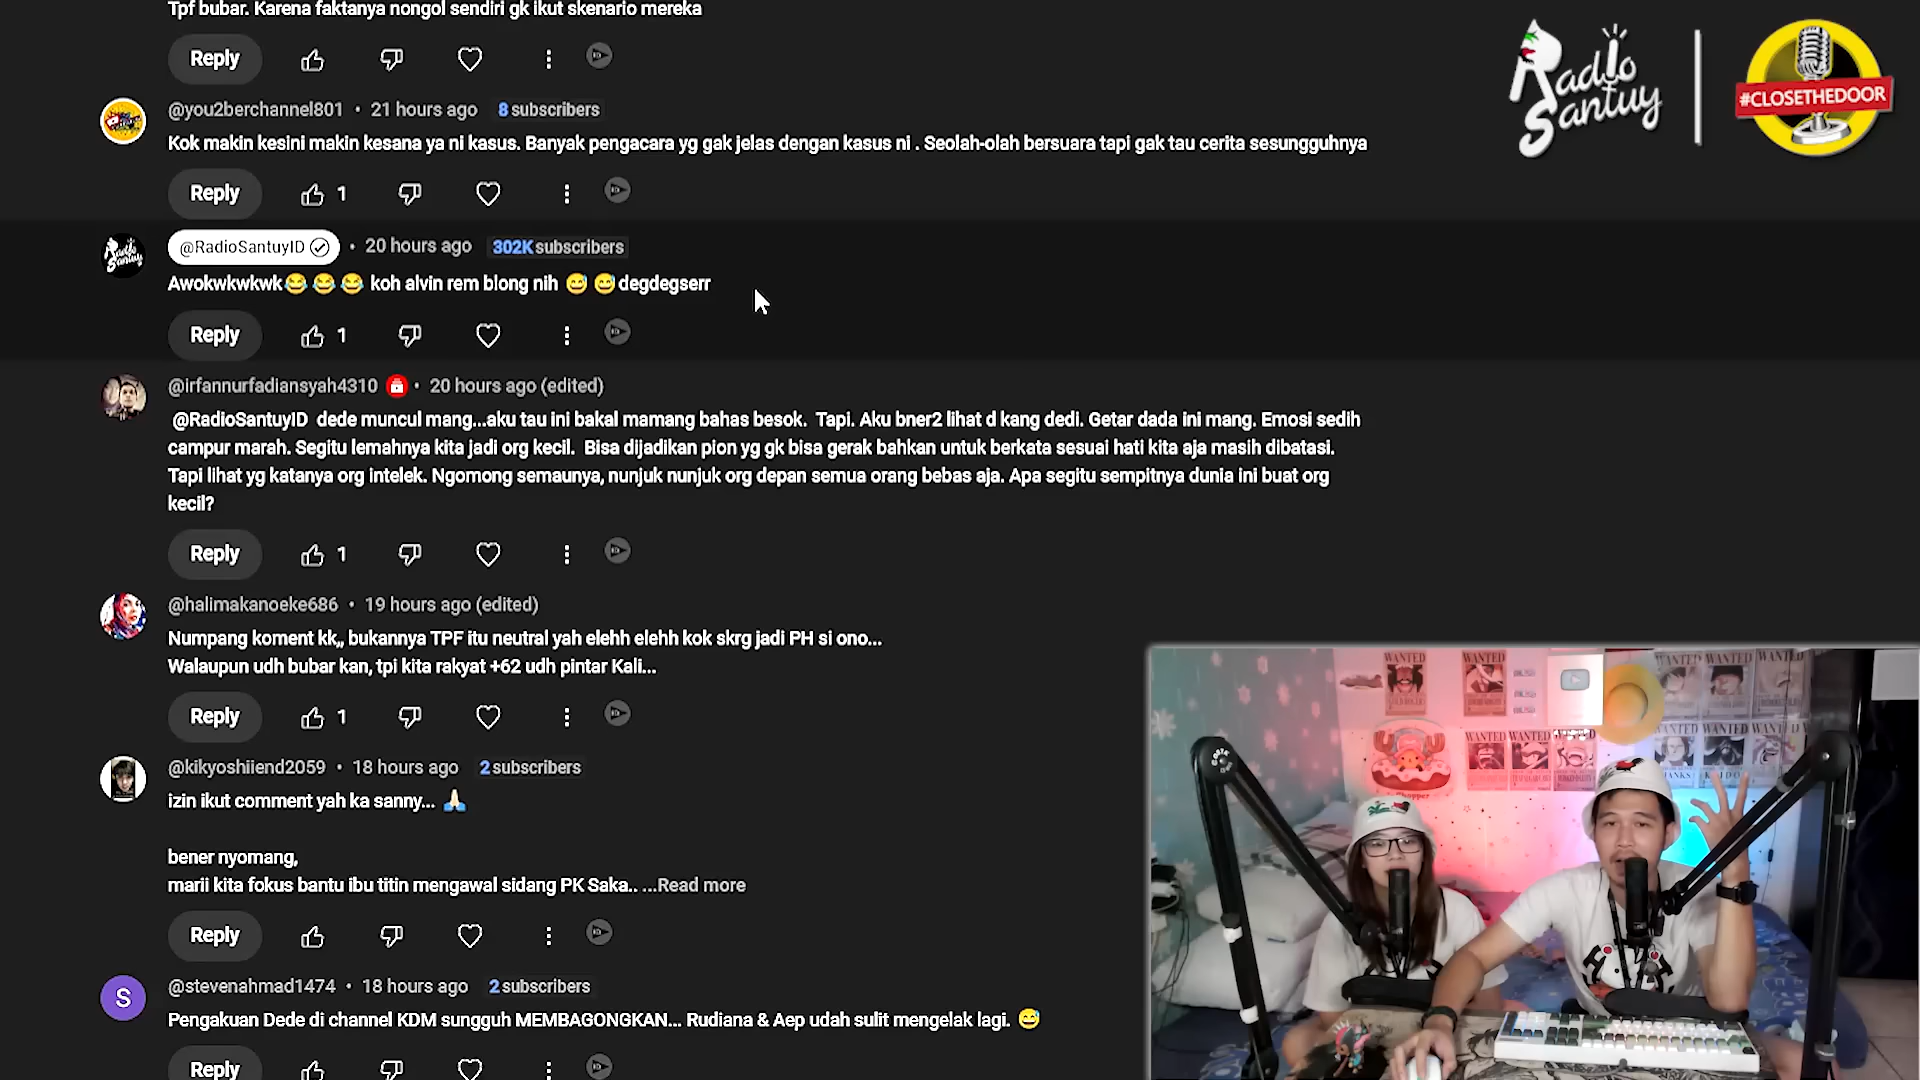 Tpf bubar. Karena faktanya nongol sendiri gk ikut skenario mereka
Reply
@you2berchannel801 • 21 hours ago 8 subscribers
Kok makin kesini makin kesana ya ni kasus. Banyak pengacara yg gak jelas dengan kasus ni . Seolah-olah bersuara tapi gak tau cerita sesungguhnya
Reply 1
@RadioSantuyID • 20 hours ago 302K subscribers
Awokwkwkwk😂 😂 😂 koh alvin rem blong nih 😅 😅 degdegserr
Reply 1
@irfannurfadiansyah4310 • 20 hours ago (edited)
@RadioSantuyID dede muncul mang...aku tau ini bakal mamang bahas besok. Tapi. Aku bner2 lihat d kang dedi. Getar dada ini mang. Emosi sedih
campur marah. Segitu lemahnya kita jadi org kecil. Bisa dijadikan pion yg gk bisa gerak bahkan untuk berkata sesuai hati kita aja masih dibatasi.
Tapi lihat yg katanya org intelek. Ngomong semaunya, nunjuk nunjuk org depan semua orang bebas aja. Apa segitu sempitnya dunia ini buat org
kecil?
Reply 1
@halimakanoeke686 • 19 hours ago (edited)
Numpang koment kk,, bukannya TPF itu neutral yah elehh elehh kok skrg jadi PH si ono...
Walaupun udh bubar kan, tpi kita rakyat +62 udh pintar Kali...
Reply 1
@kikyoshiiend2059 • 18 hours ago 2 subscribers
izin ikut comment yah ka sanny... 🙏🏻
bener nyomang,
marii kita fokus bantu ibu titin mengawal sidang PK Saka.. ...Read more
Reply
S
@stevenahmad1474 • 18 hours ago 2 subscribers
Pengakuan Dede di channel KDM sungguh MEMBAGONGKAN... Rudiana & Aep udah sulit mengelak lagi. 😅
Reply
Radio
Santuy
#CLOSETHEDOOR
WANTED
WANTED
WANTED
WANTED
WANTED
WANTED
WANTED
Chopper